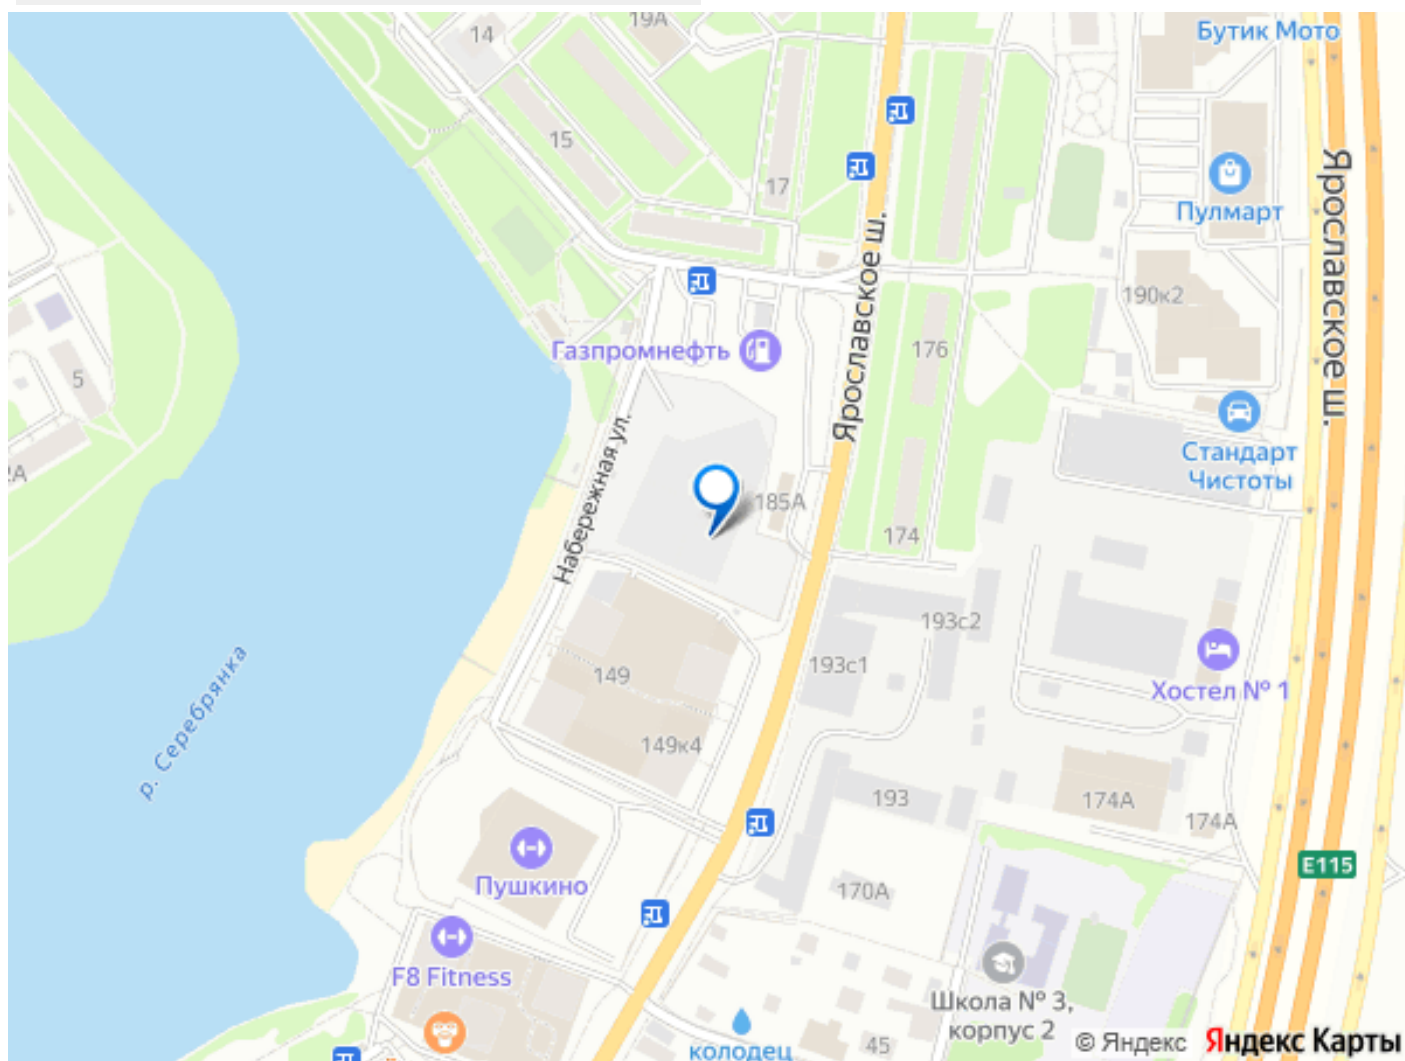 19А
Бутик Мото
14
15
17
Пулмарт
Ярославское ш.
Ярославское ш.
190к2
Газпромнефть
176
5
2А
Набережная ул.
Стандарт
Чистоты
185А
174
193с2
149
193с1
р. Серебрянка
Хостел № 1
149к4
193
174А
174А
E115
Пушкино
170А
F8 Fitness
Школа № 3,
корпус 2
45
колодец
© Яндекс
Яндекс Карты